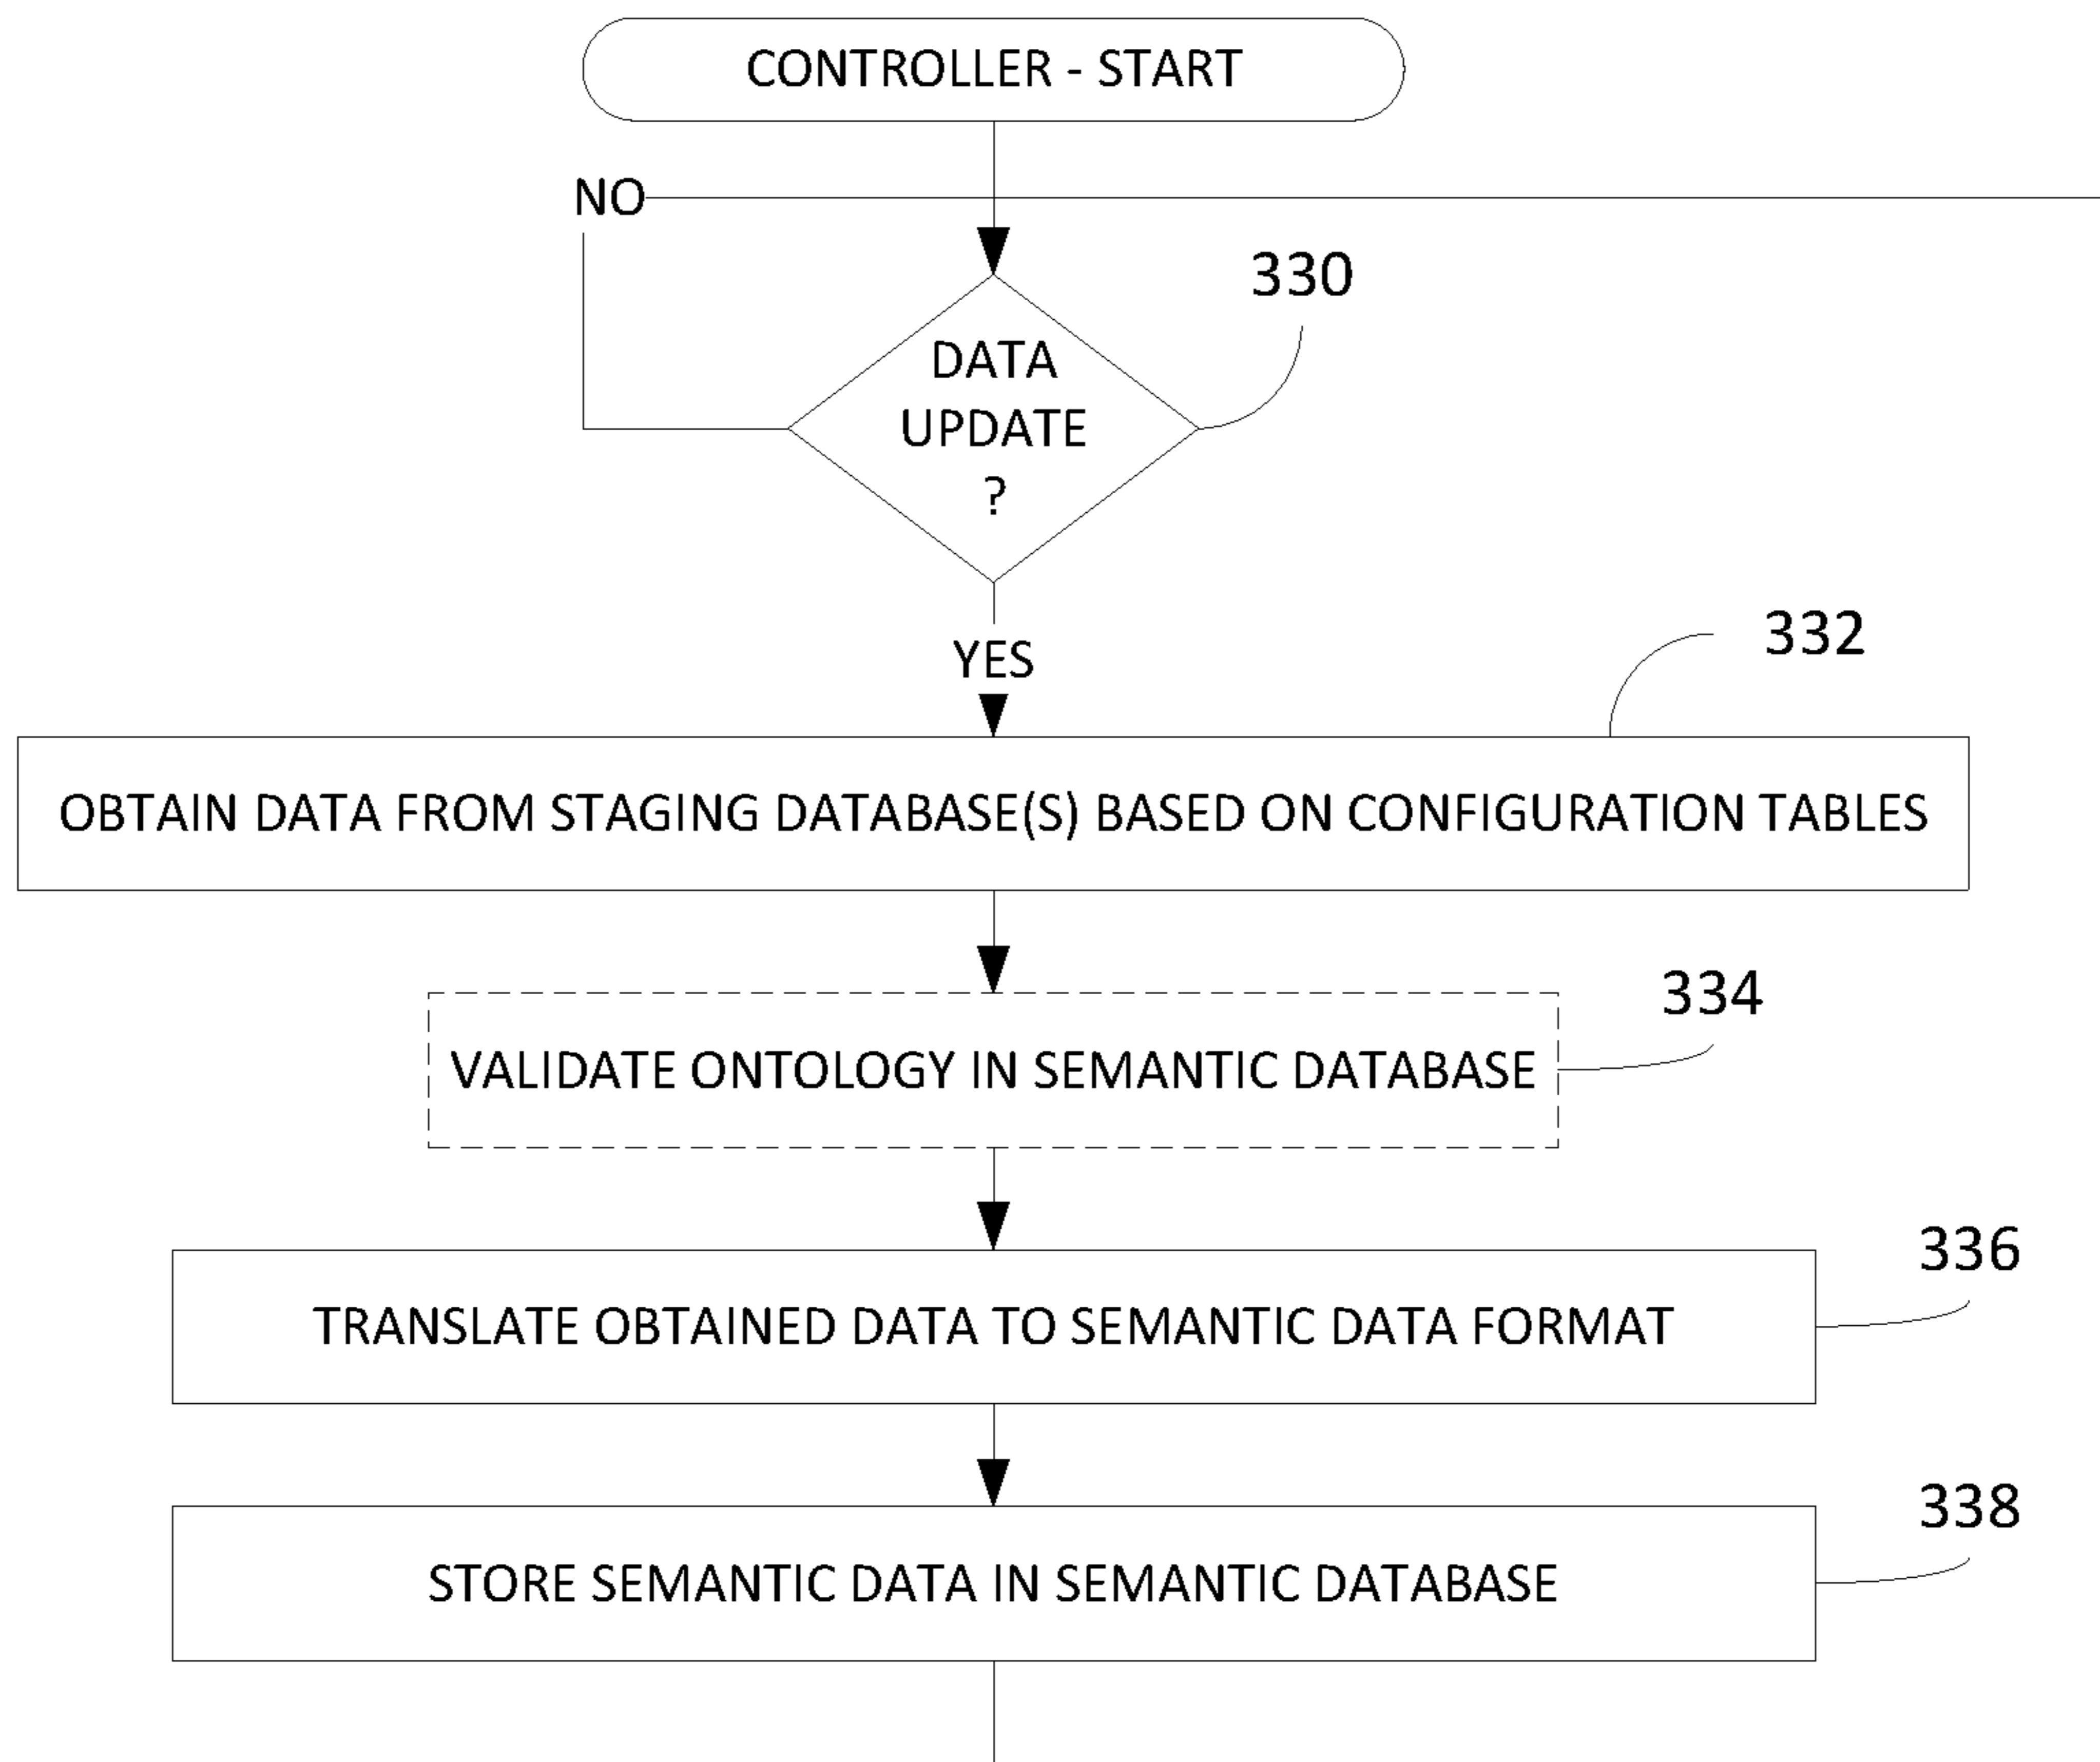 CONTROLLER - START
NO
330
DATA
UPDATE
?
YES
332
OBTAIN DATA FROM STAGING DATABASE(S) BASED ON CONFIGURATION TABLES
334
VALIDATE ONTOLOGY IN SEMANTIC DATABASE
336
TRANSLATE OBTAINED DATA TO SEMANTIC DATA FORMAT
338
STORE SEMANTIC DATA IN SEMANTIC DATABASE